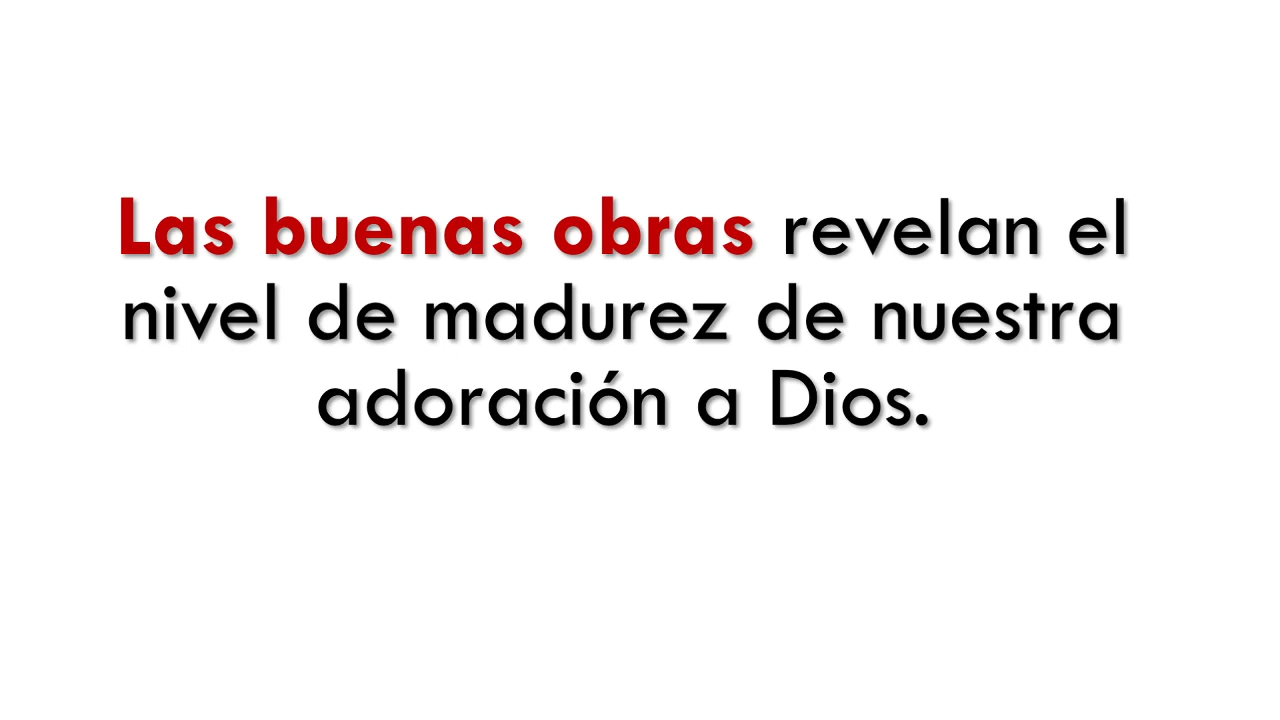 Las buenas obras revelan el
nivel de madurez de nuestra
adoración a Dios.